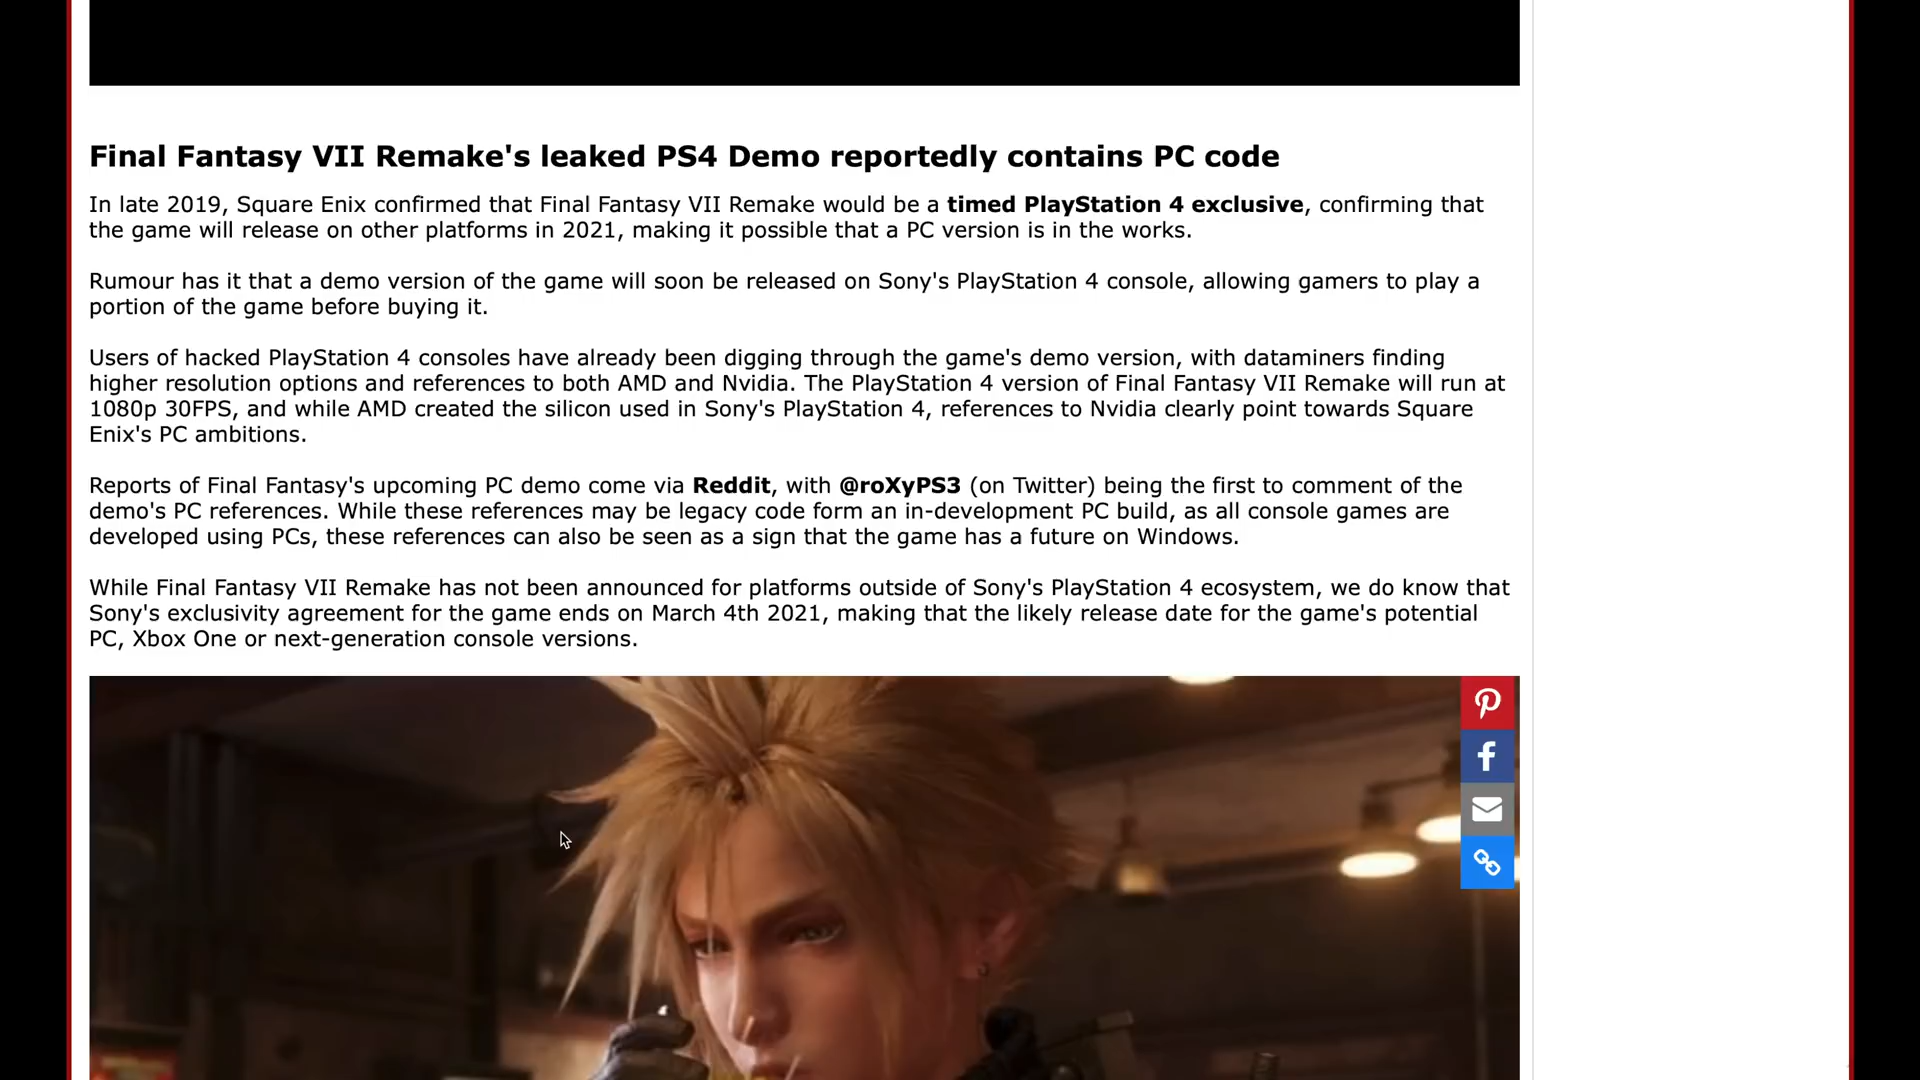 Final Fantasy VII Remake's leaked PS4 Demo reportedly contains PC code
In late 2019, Square Enix confirmed that Final Fantasy VII Remake would be a timed PlayStation 4 exclusive, confirming that
the game will release on other platforms in 2021, making it possible that a PC version is in the works.
Rumour has it that a demo version of the game will soon be released on Sony's PlayStation 4 console, allowing gamers to play a
portion of the game before buying it.
Users of hacked PlayStation 4 consoles have already been digging through the game's demo version, with dataminers finding
higher resolution options and references to both AMD and Nvidia. The PlayStation 4 version of Final Fantasy VII Remake will run at
1080p 30FPS, and while AMD created the silicon used in Sony's PlayStation 4, references to Nvidia clearly point towards Square
Enix's PC ambitions.
Reports of Final Fantasy's upcoming PC demo come via Reddit, with @roXyPS3 (on Twitter) being the first to comment of the
demo's PC references. While these references may be legacy code form an in-development PC build, as all console games are
developed using PCs, these references can also be seen as a sign that the game has a future on Windows.
While Final Fantasy VII Remake has not been announced for platforms outside of Sony's PlayStation 4 ecosystem, we do know that
Sony's exclusivity agreement for the game ends on March 4th 2021, making that the likely release date for the game's potential
PC, Xbox One or next-generation console versions.